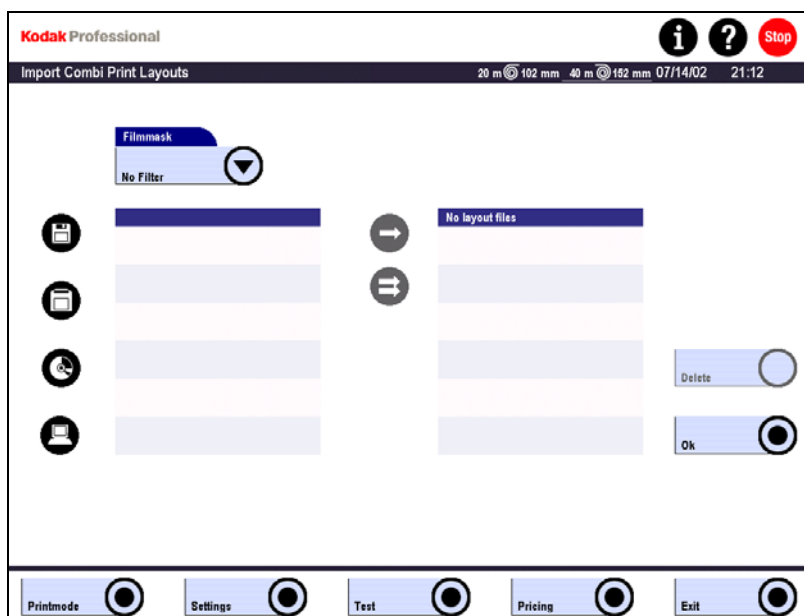 Kodak Professional
i ? Stop
Import Combi Print Layouts 20 m 102 mm 40 m 152 mm 07/14/02 21:12
Filmmask
No Filter
No layout files
Delete
Ok
Printmode Settings Test Pricing Exit